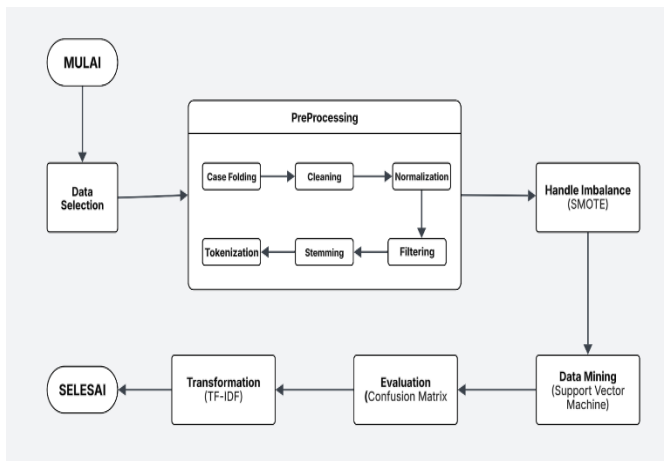 MULAI
PreProcessing
Data
Selection
Case Folding
Cleaning
Normalization
Tokenization
Stemming
Filtering
Handle Imbalance
(SMOTE)
SELESAI
Transformation
(TF-IDF)
Evaluation
(Confusion Matrix
Data Mining
(Support Vector
Machine)